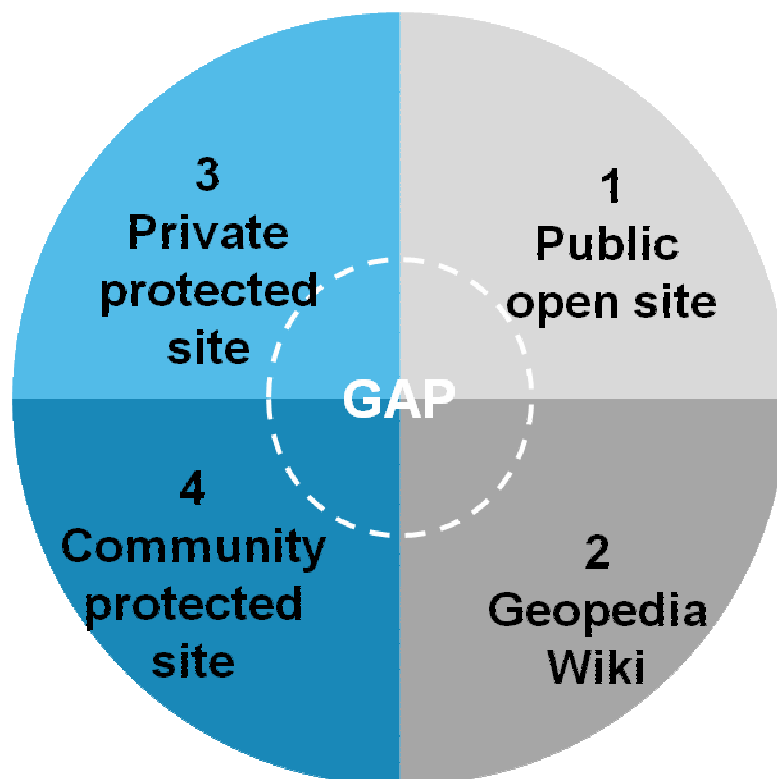 3
Private
protected
site
1
Public
open site
GAP
4
Community
protected
site
2
Geopedia
Wiki